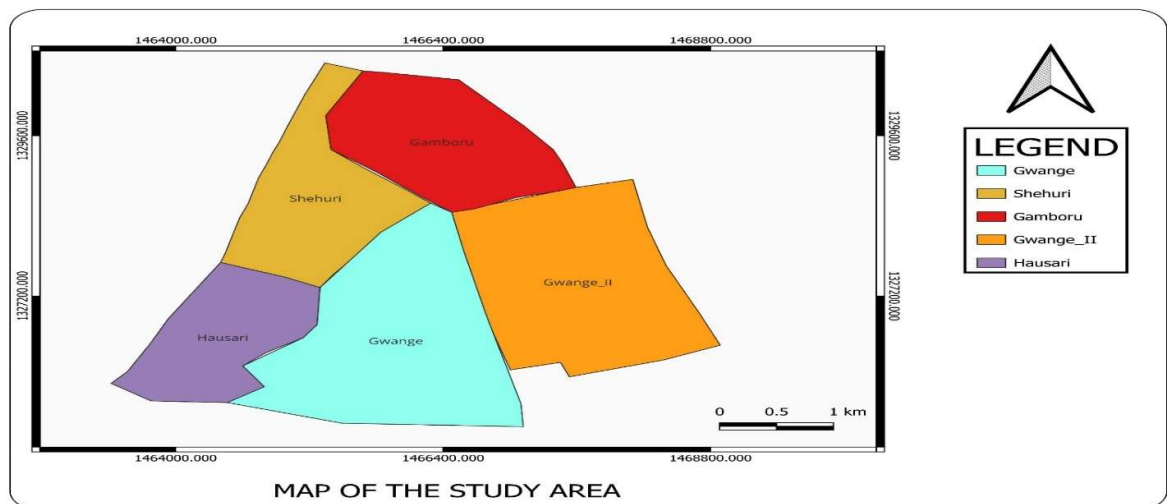 1464000.000 1466400.000 1468800.000
1329600.000 1329600.000
Gamboru
Shehuri
LEGEND
Gwange
Shehuri
Gamboru
Gwange_II
Hausari
1327200.000 1327200.000
Gwange_II
Hausari
Gwange
0 0.5 1 km
1464000.000 1466400.000 1468800.000
MAP OF THE STUDY AREA